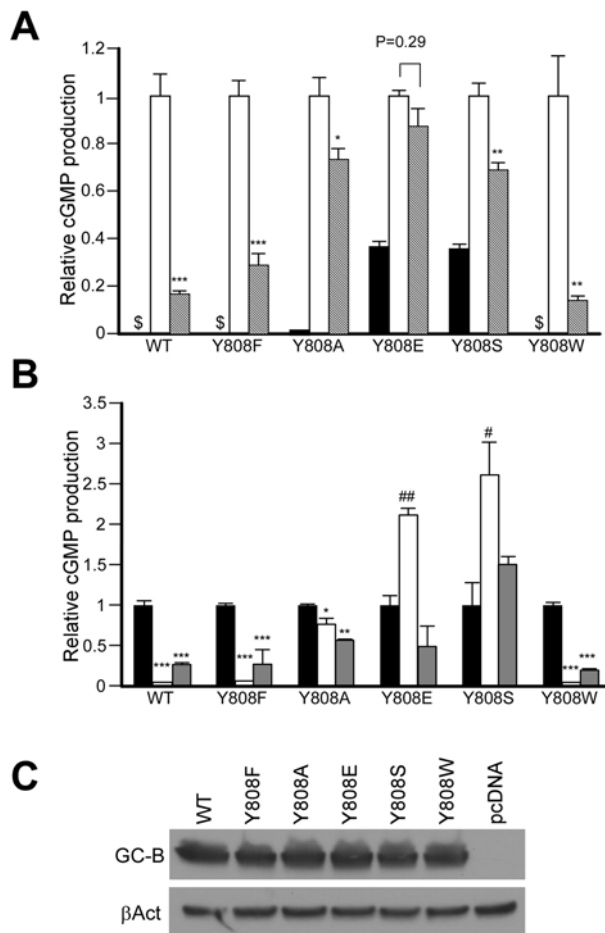 A
P=0.29
Relative cGMP production
1.2
1
0.8
0.6
0.4
0.2
0
$ *** $ *** * ** $ **
WT Y808F Y808A Y808E Y808S Y808W
B
Relative cGMP production
3.5
3
2.5
2
1.5
1
0.5
0
*** *** *** *** * ** ## # *** ***
WT Y808F Y808A Y808E Y808S Y808W
C
WT Y808F Y808A Y808E Y808S Y808W pcDNA
GC-B
βAct